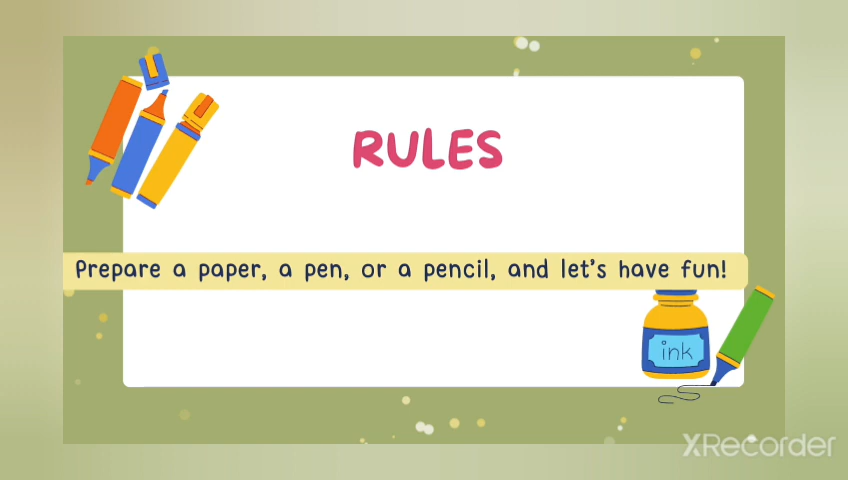 RULES
Prepare a paper, a pen, or a pencil, and let's have fun!
ink
XRecorder